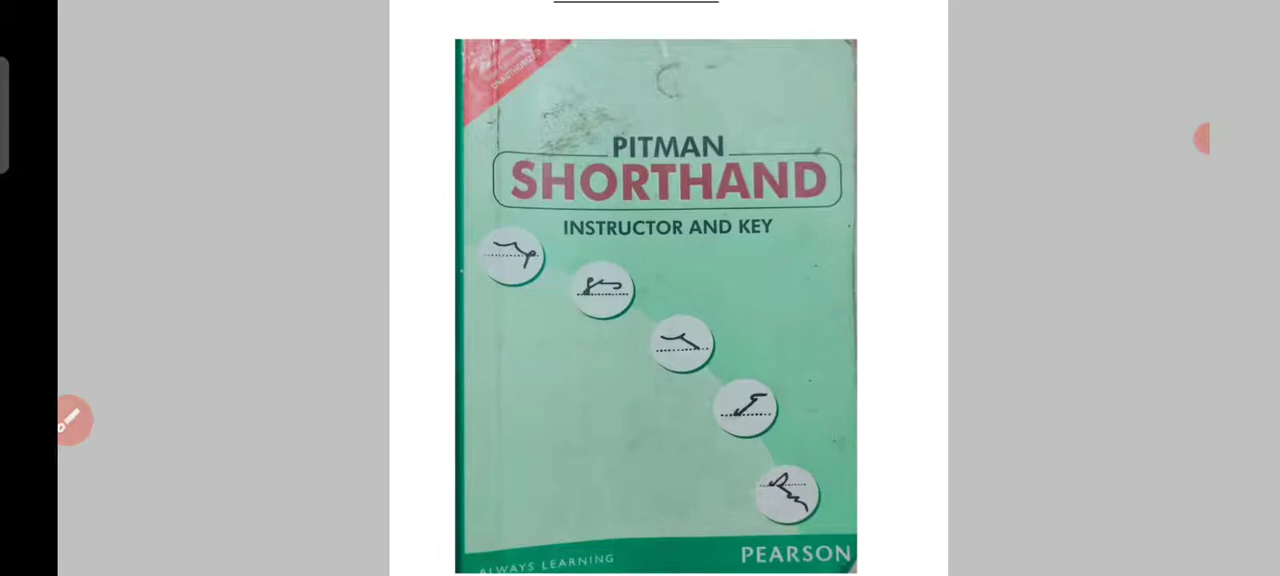 PITMAN
SHORTHAND
INSTRUCTOR AND KEY
ALWAYS LEARNING
PEARSON